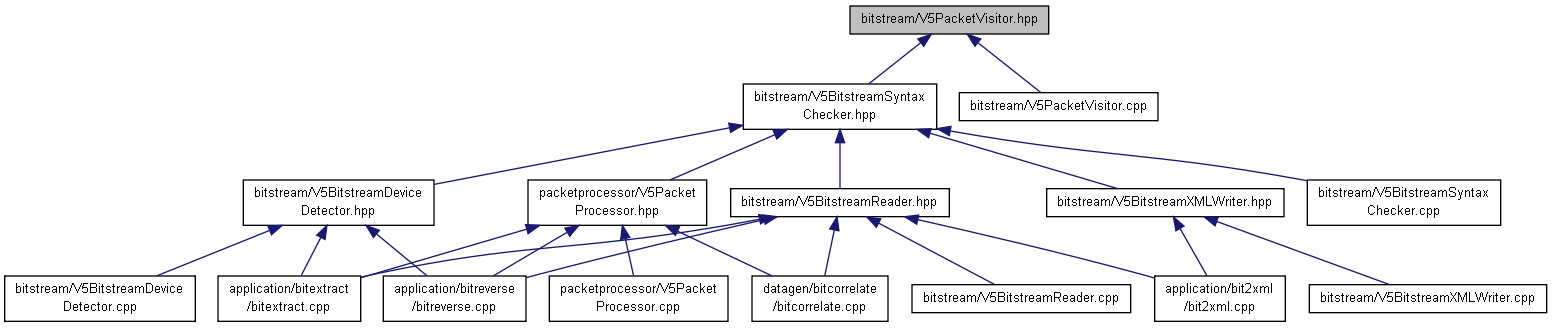 bitstream/V5PacketVisitor.hpp
bitstream/V5BitstreamSyntax
Checker.hpp
bitstream/V5PacketVisitor.cpp
bitstream/V5BitstreamDevice
Detector.hpp
packetprocessor/V5Packet
Processor.hpp
bitstream/V5BitstreamReader.hpp
bitstream/V5BitstreamXMLWriter.hpp
bitstream/V5BitstreamSyntax
Checker.cpp
bitstream/V5BitstreamDevice
Detector.cpp
application/bitextract
/bitextract.cpp
application/bitreverse
/bitreverse.cpp
packetprocessor/V5Packet
Processor.cpp
datagen/bitcorrelate
/bitcorrelate.cpp
bitstream/V5BitstreamReader.cpp
application/bit2xml
/bit2xml.cpp
bitstream/V5BitstreamXMLWriter.cpp